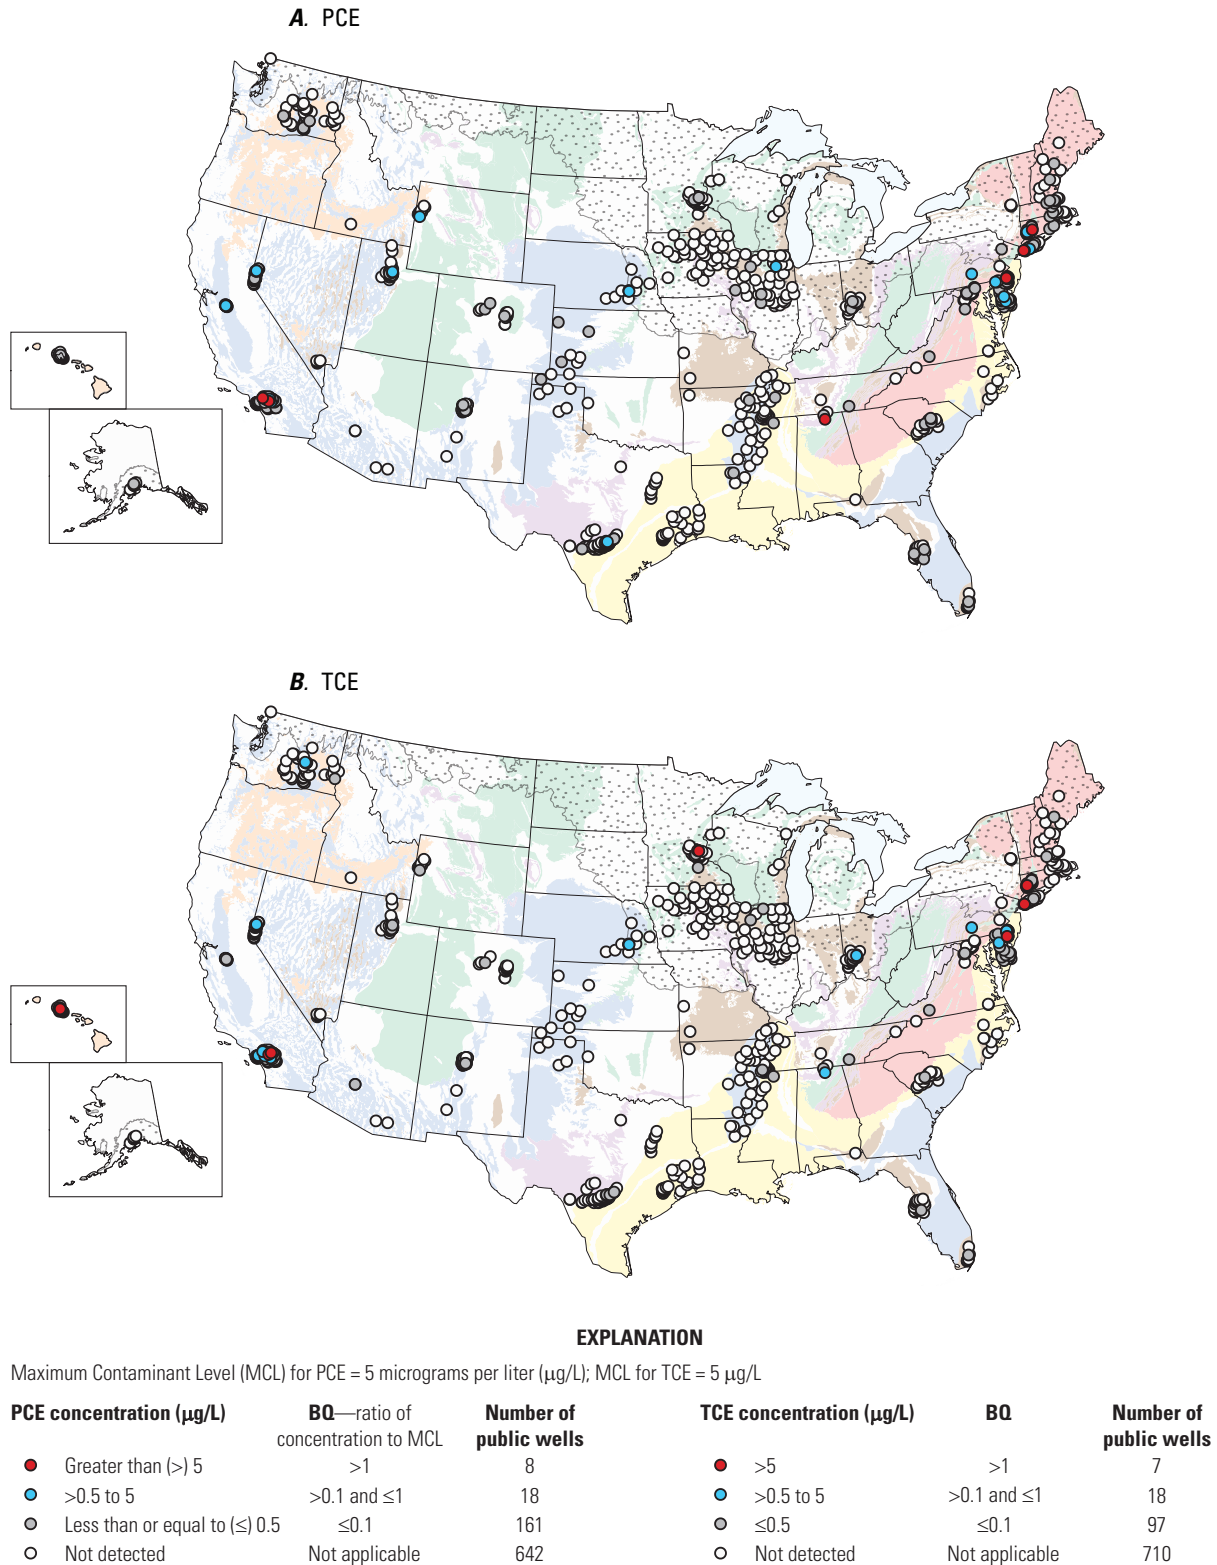 A. PCE
B. TCE
EXPLANATION
Maximum Contaminant Level (MCL) for PCE = 5 micrograms per liter (µg/L); MCL for TCE = 5 µg/L
PCE concentration (µg/L) BQ—ratio of concentration to MCL Number of public wells TCE concentration (µg/L) BQ Number of public wells
Greater than (>) 5 >1 8 >5 >1 7
>0.5 to 5 >0.1 and ≤1 18 >0.5 to 5 >0.1 and ≤1 18
Less than or equal to (≤) 0.5 ≤0.1 161 ≤0.5 ≤0.1 97
Not detected Not applicable 642 Not detected Not applicable 710